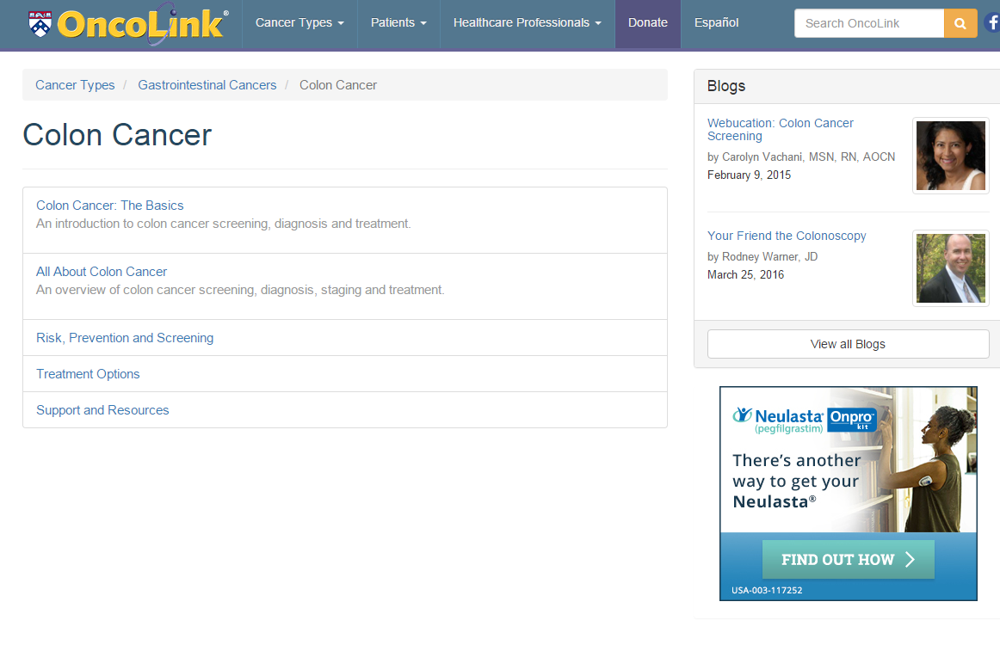 OncoLink®
Cancer Types
Patients
Healthcare Professionals
Donate
Español
Search OncoLink
f
Cancer Types / Gastrointestinal Cancers / Colon Cancer
Colon Cancer
Colon Cancer: The Basics
An introduction to colon cancer screening, diagnosis and treatment.
All About Colon Cancer
An overview of colon cancer screening, diagnosis, staging and treatment.
Risk, Prevention and Screening
Treatment Options
Support and Resources
Blogs
Webucation: Colon Cancer
Screening
by Carolyn Vachani, MSN, RN, AOCN
February 9, 2015
Your Friend the Colonoscopy
by Rodney Warner, JD
March 25, 2016
View all Blogs
Neulasta® Onpro™
(pegfilgrastim) kit
There's another
way to get your
Neulasta®
FIND OUT HOW
USA-003-117252